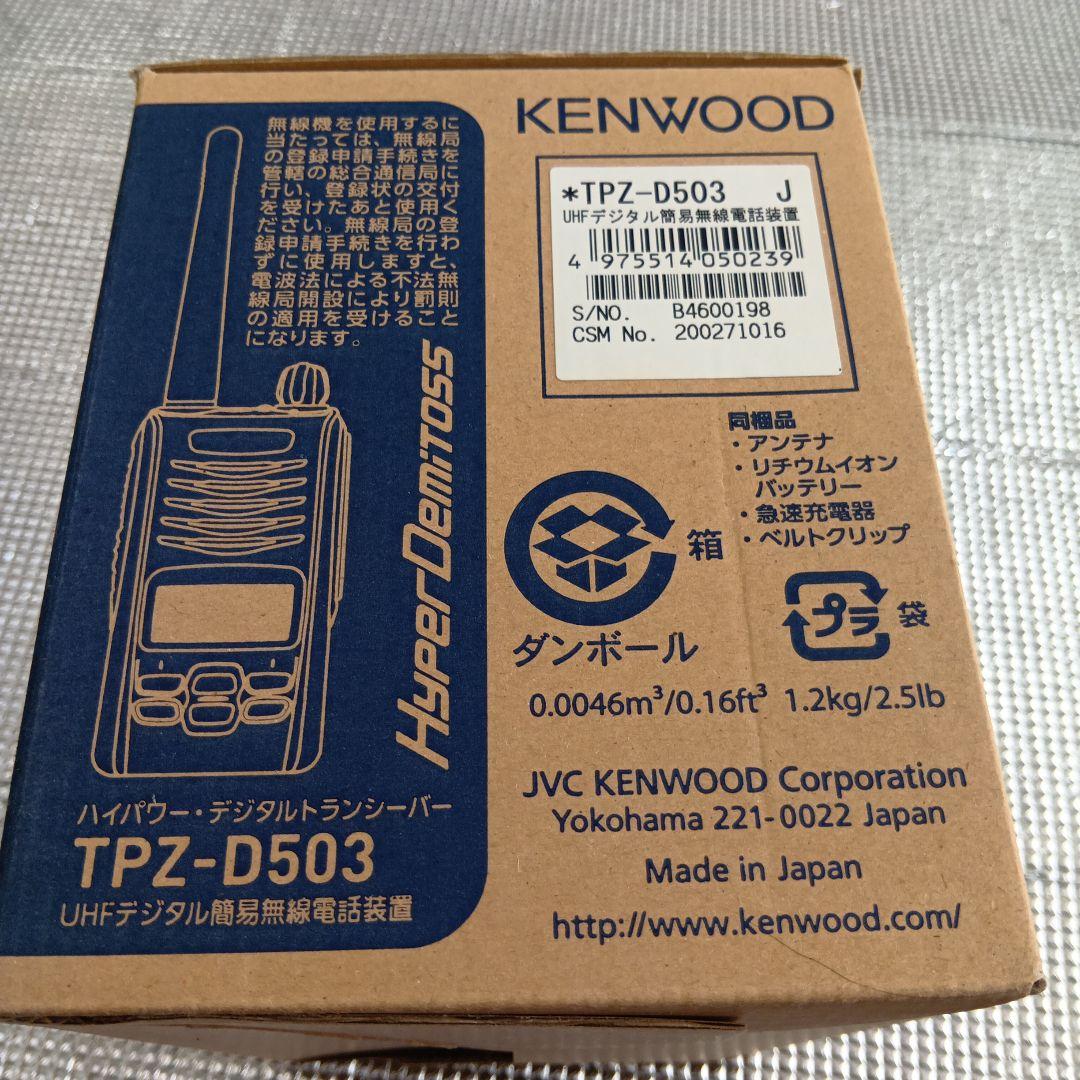 無線機を使用するに
当たっては、無線局
の登録申請手続きを
管轄の総合通信局に
行い、登録状の交付
を受けたあと使用く
ださい。無線局の登
録申請手続きを行わ
ずに使用しますと、
電波法による不法無
線局開設により罰則
の適用を受けること
になります。
HyperDemiTOSS
ハイパワー・デジタルトランシーバー
TPZ-D503
UHFデジタル簡易無線電話装置
KENWOOD
*TPZ-D503 J
UHFデジタル簡易無線電話装置
4 975514 050239
S/NO. B4600198
CSM No. 200271016
同梱品
・アンテナ
・リチウムイオン
バッテリー
・急速充電器
・ベルトクリップ
箱
ダンボール
プラ 袋
0.0046m³/0.16ft³ 1.2kg/2.5lb
JVC KENWOOD Corporation
Yokohama 221-0022 Japan
Made in Japan
http://www.kenwood.com/